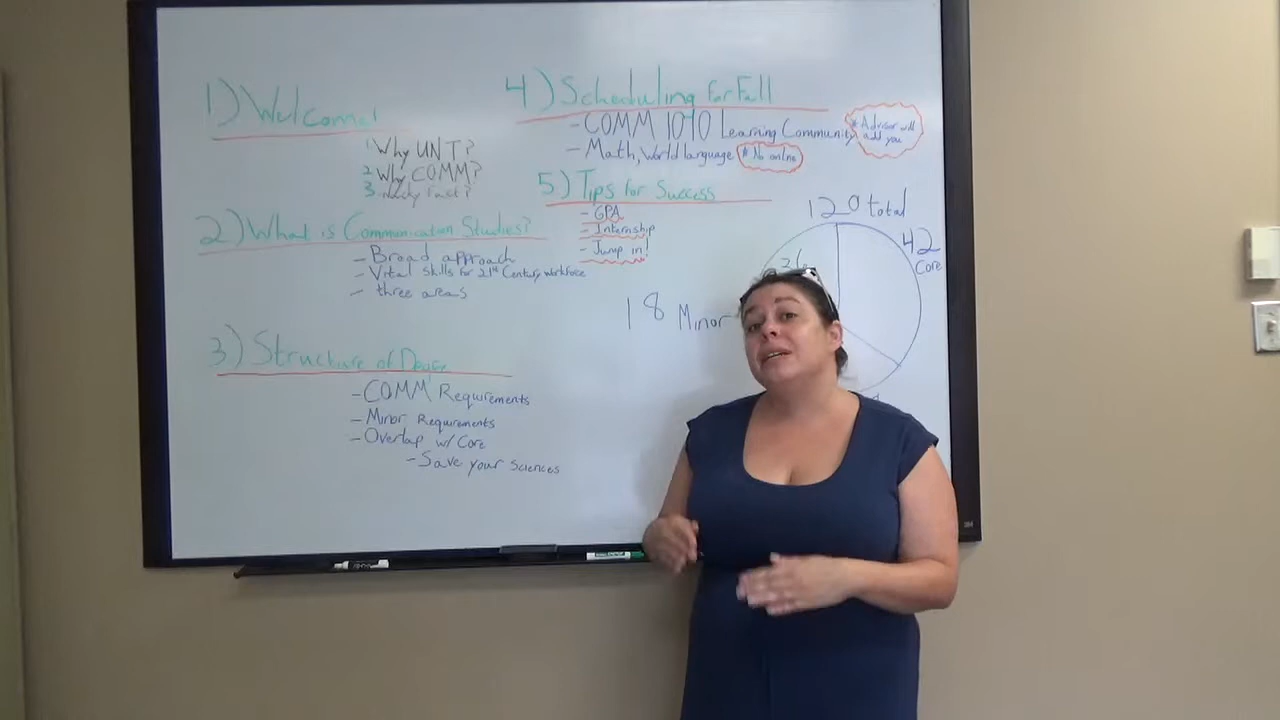 1) Welcome!
1 Why UNT?
2 Why COMM?
3
2) What is Communication Studies?
- Broad approach
- Vital skills for 21st Century workforce
- three areas
3) Structure of Degree
- COMM Requirements
- Minor Requirements
- Overlap w/ Core
- Save your sciences
4) Scheduling for Fall
- COMM 1010 Learning Community
* Advisor will
add you
- Math, World language * No online
5) Tips for Success
- GPA
- Internship
- Jump in!
120 total
42
Core
18 Minor